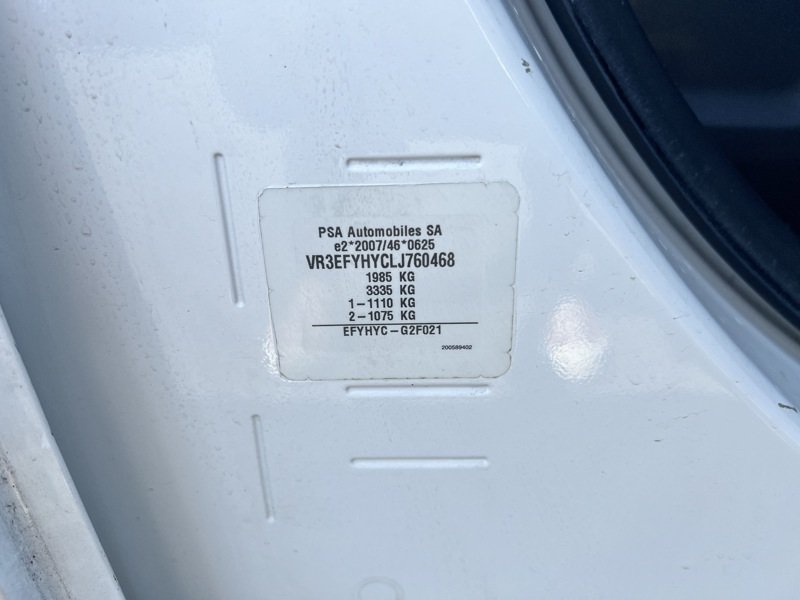 PSA Automobiles SA
e2*2007/46*0625
VR3EFYHYCLJ760468
1985 KG
3335 KG
1-1110 KG
2-1075 KG
EFYHYC-G2F021
200589402